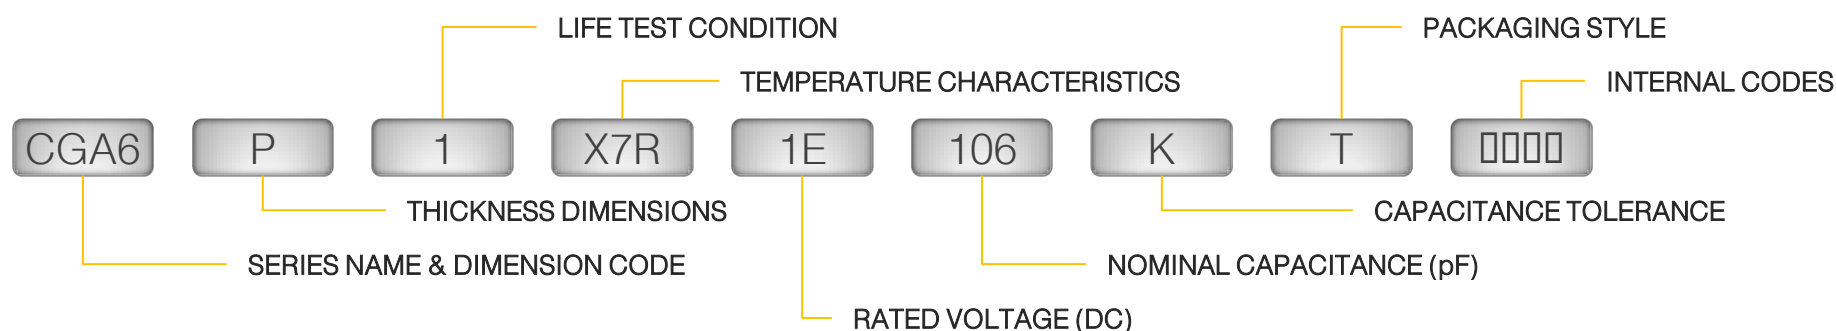 LIFE TEST CONDITION
PACKAGING STYLE
TEMPERATURE CHARACTERISTICS
INTERNAL CODES
CGA6 P 1 X7R 1E 106 K T ▯▯▯▯
THICKNESS DIMENSIONS
CAPACITANCE TOLERANCE
SERIES NAME & DIMENSION CODE
NOMINAL CAPACITANCE (pF)
RATED VOLTAGE (DC)